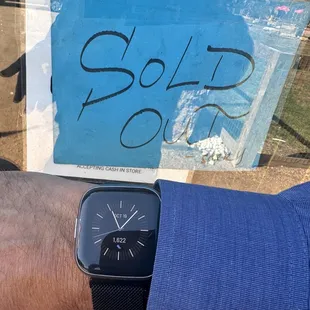 SOLD
OUT
ACCEPTING CASH IN STORE.
1,622